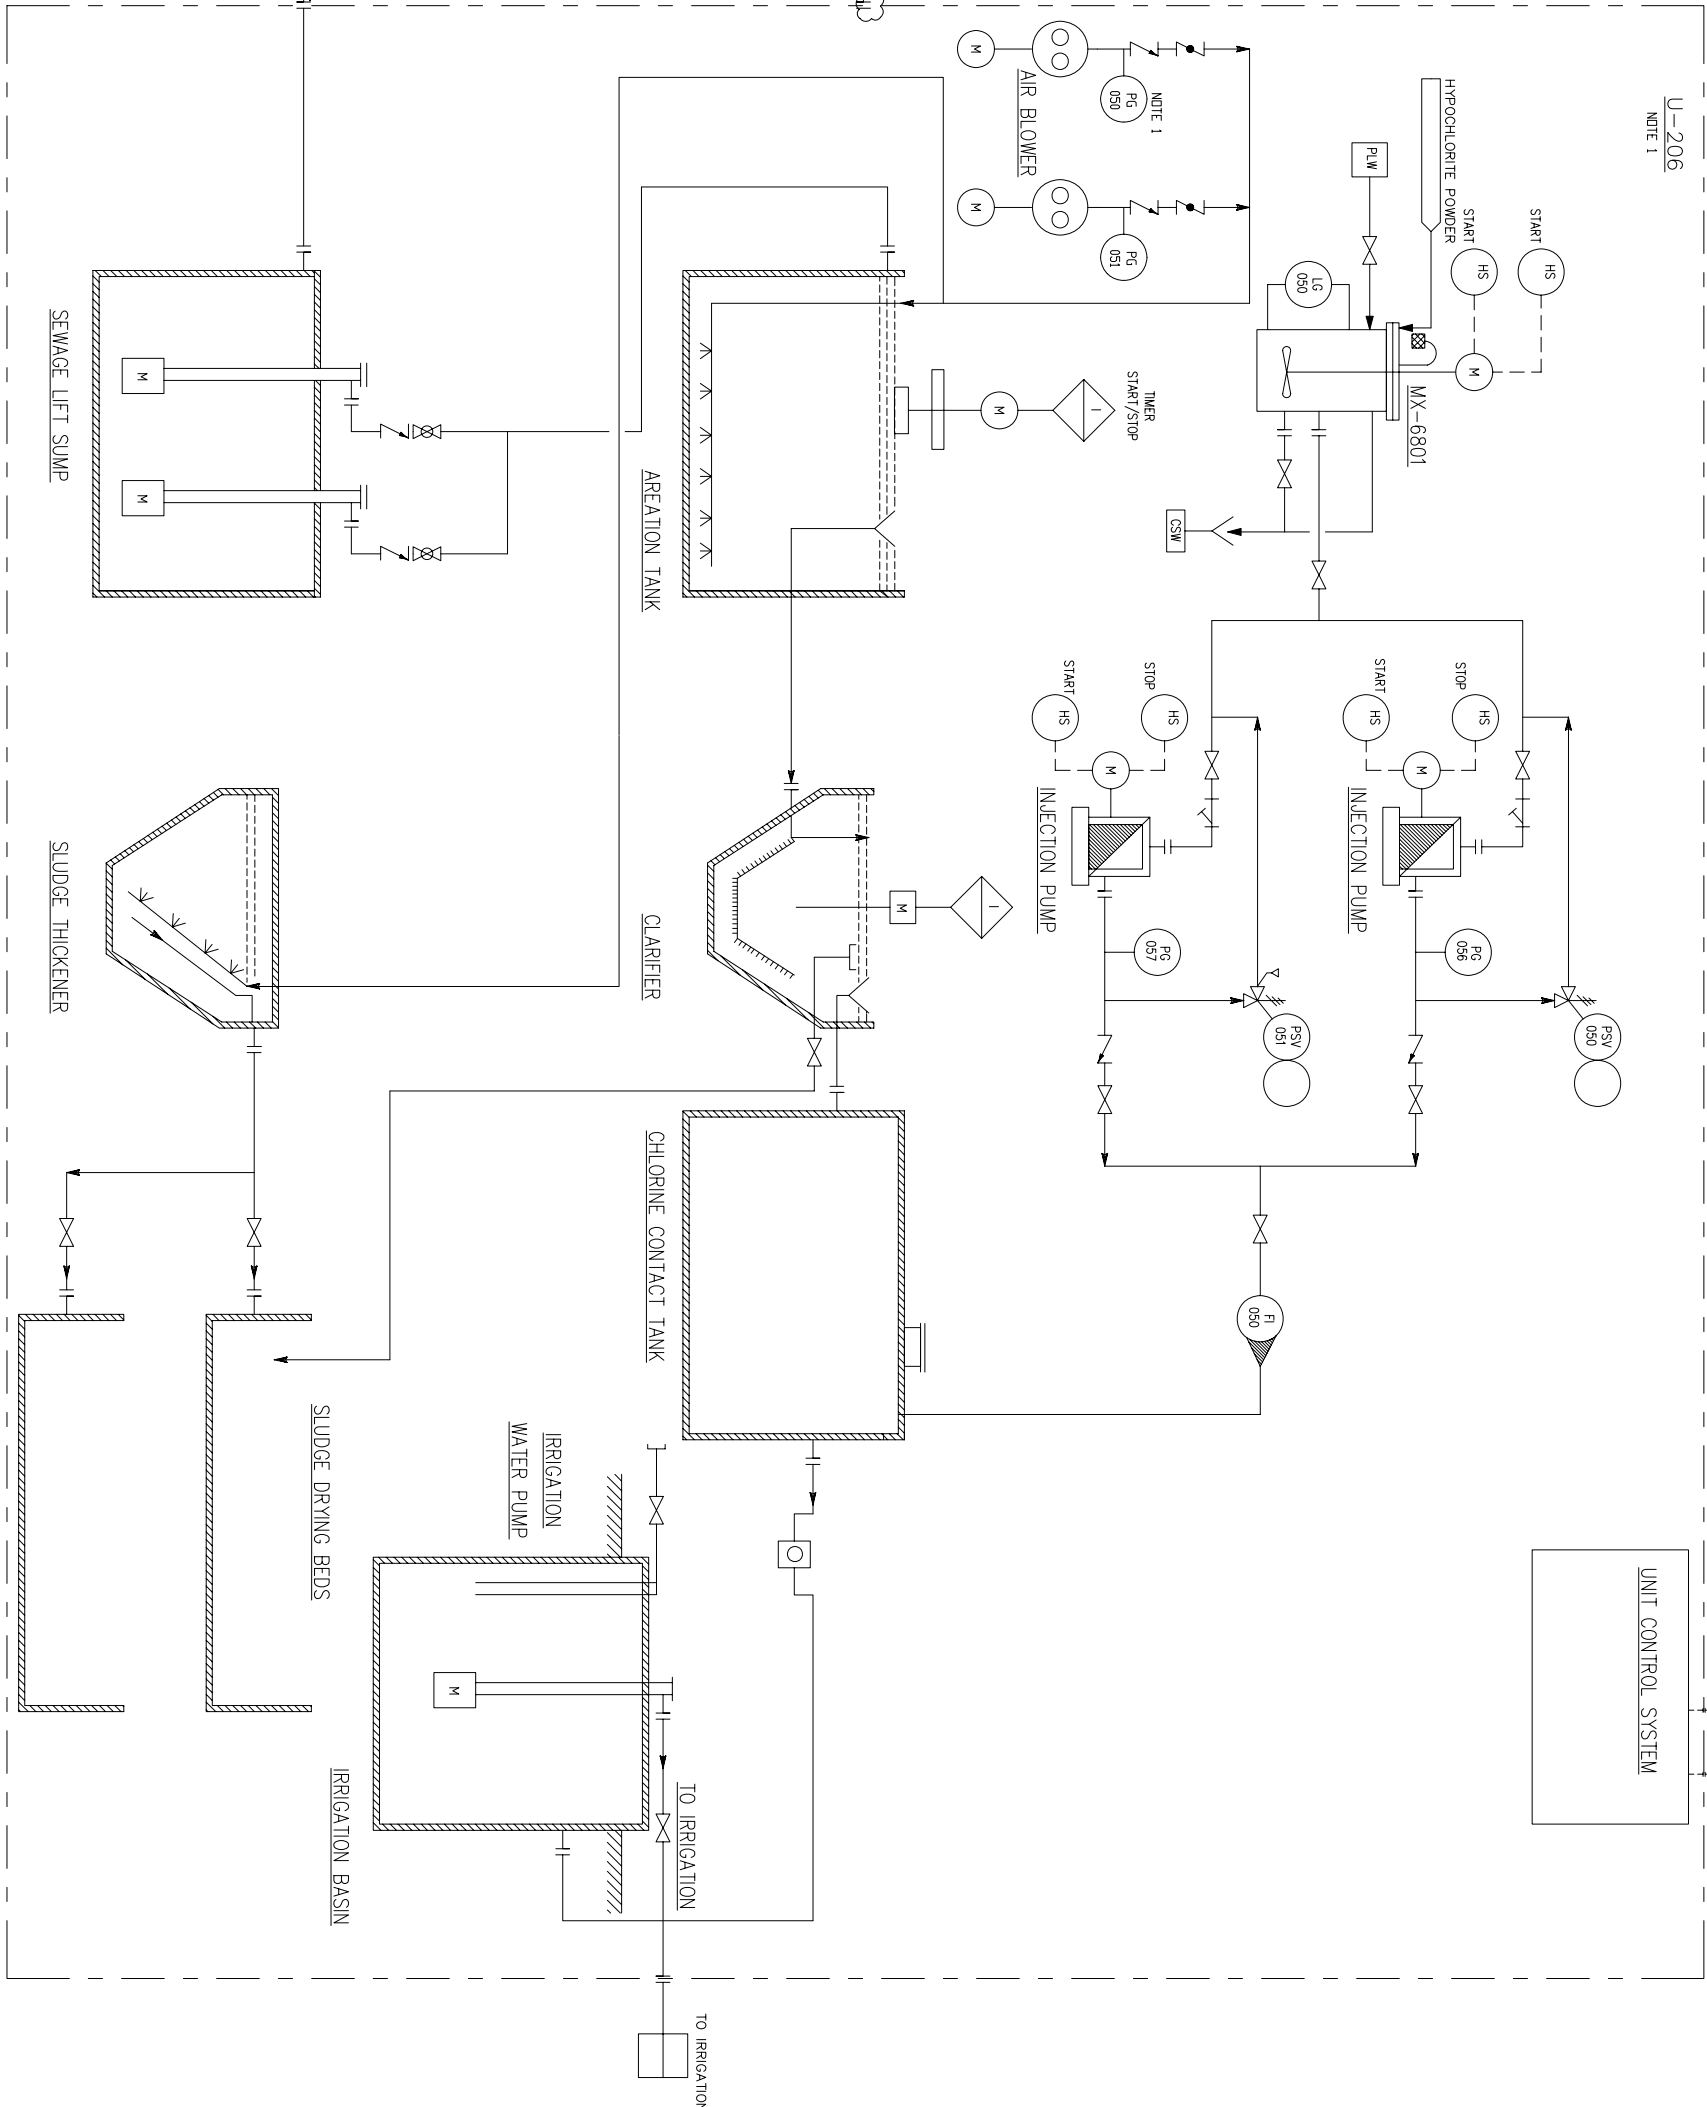 U-206
NOTE 1
HYPOCHLORITE POWDER
START
HS
START
HS
PLW
LG
050
M
MX-6801
CSW
M
M
PG
050
NOTE 1
PG
051
AIR BLOWER
TIMER
START/STOP
I
M
AREATION TANK
M
M
SEWAGE LIFT SUMP
STOP
HS
START
HS
M
INJECTION PUMP
PG
056
PSV
050
STOP
HS
START
HS
M
INJECTION PUMP
PG
057
PSV
051
I
M
CLARIFIER
SLUDGE THICKENER
FI
050
CHLORINE CONTACT TANK
SLUDGE DRYING BEDS
IRRIGATION
WATER PUMP
M
IRRIGATION BASIN
TO IRRIGATION
TO IRRIGATION
UNIT CONTROL SYSTEM